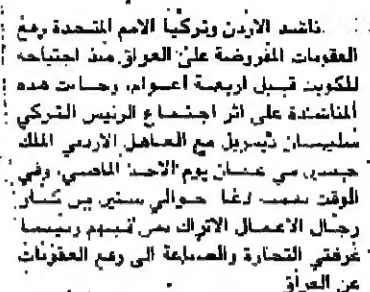 ناشد الاردن وتركيا الامم المتحدة رفع
العقوبات المفروضة على العراق منذ اجتياحه
للكويت قبل اربعة اعوام، وجاءت هذه
المناشدة على اثر اجتماع الرئيس التركي
سليمان ديميريل مع العاهل الاردني الملك
حسين في عمان يوم الاحد الماضي، وفي
الوقت نفسه دعا حوالي ستين من كبار
رجال الاعمال الاتراك بمن فيهم رئيسا
غرفتي التجارة والصناعة الى رفع العقوبات
عن العراق